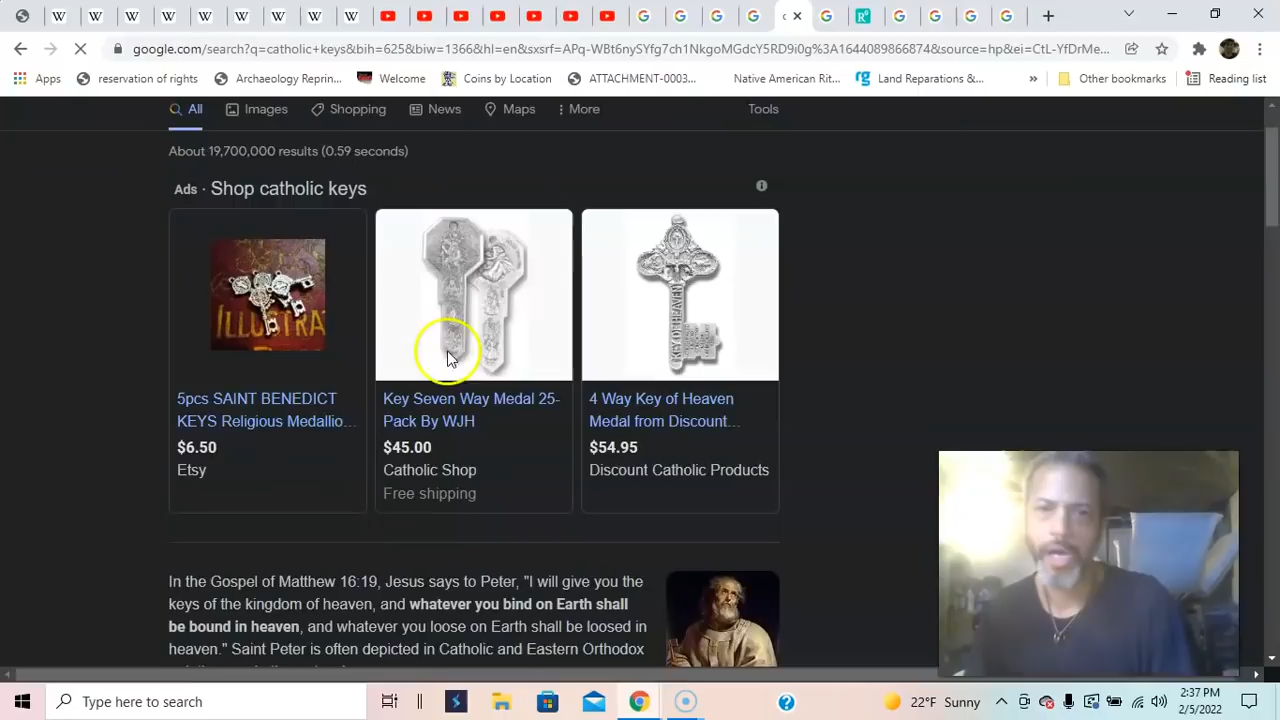 google.com/search?q=catholic+keys&bih=625&biw=1366&hl=en&sxsrf=APq-WBt6nySYfg7ch1NkgoMGdcY5RD9i0g%3A1644089866874&source=hp&ei=CtL-YfDrMe...
Apps reservation of rights Archaeology Reprin... Welcome Coins by Location ATTACHMENT-0003... Native American Rit... Land Reparations &... » Other bookmarks Reading list
All Images Shopping News Maps More Tools
About 19,700,000 results (0.59 seconds)
Ads · Shop catholic keys
ILLUSTRA
KEY OF HEAVEN
5pcs SAINT BENEDICT
KEYS Religious Medallio...
$6.50
Etsy
Key Seven Way Medal 25-
Pack By WJH
$45.00
Catholic Shop
Free shipping
4 Way Key of Heaven
Medal from Discount...
$54.95
Discount Catholic Products
In the Gospel of Matthew 16:19, Jesus says to Peter, "I will give you the
keys of the kingdom of heaven, and whatever you bind on Earth shall
be bound in heaven, and whatever you loose on Earth shall be loosed in
heaven." Saint Peter is often depicted in Catholic and Eastern Orthodox
Type here to search
22°F Sunny
2:37 PM
2/5/2022